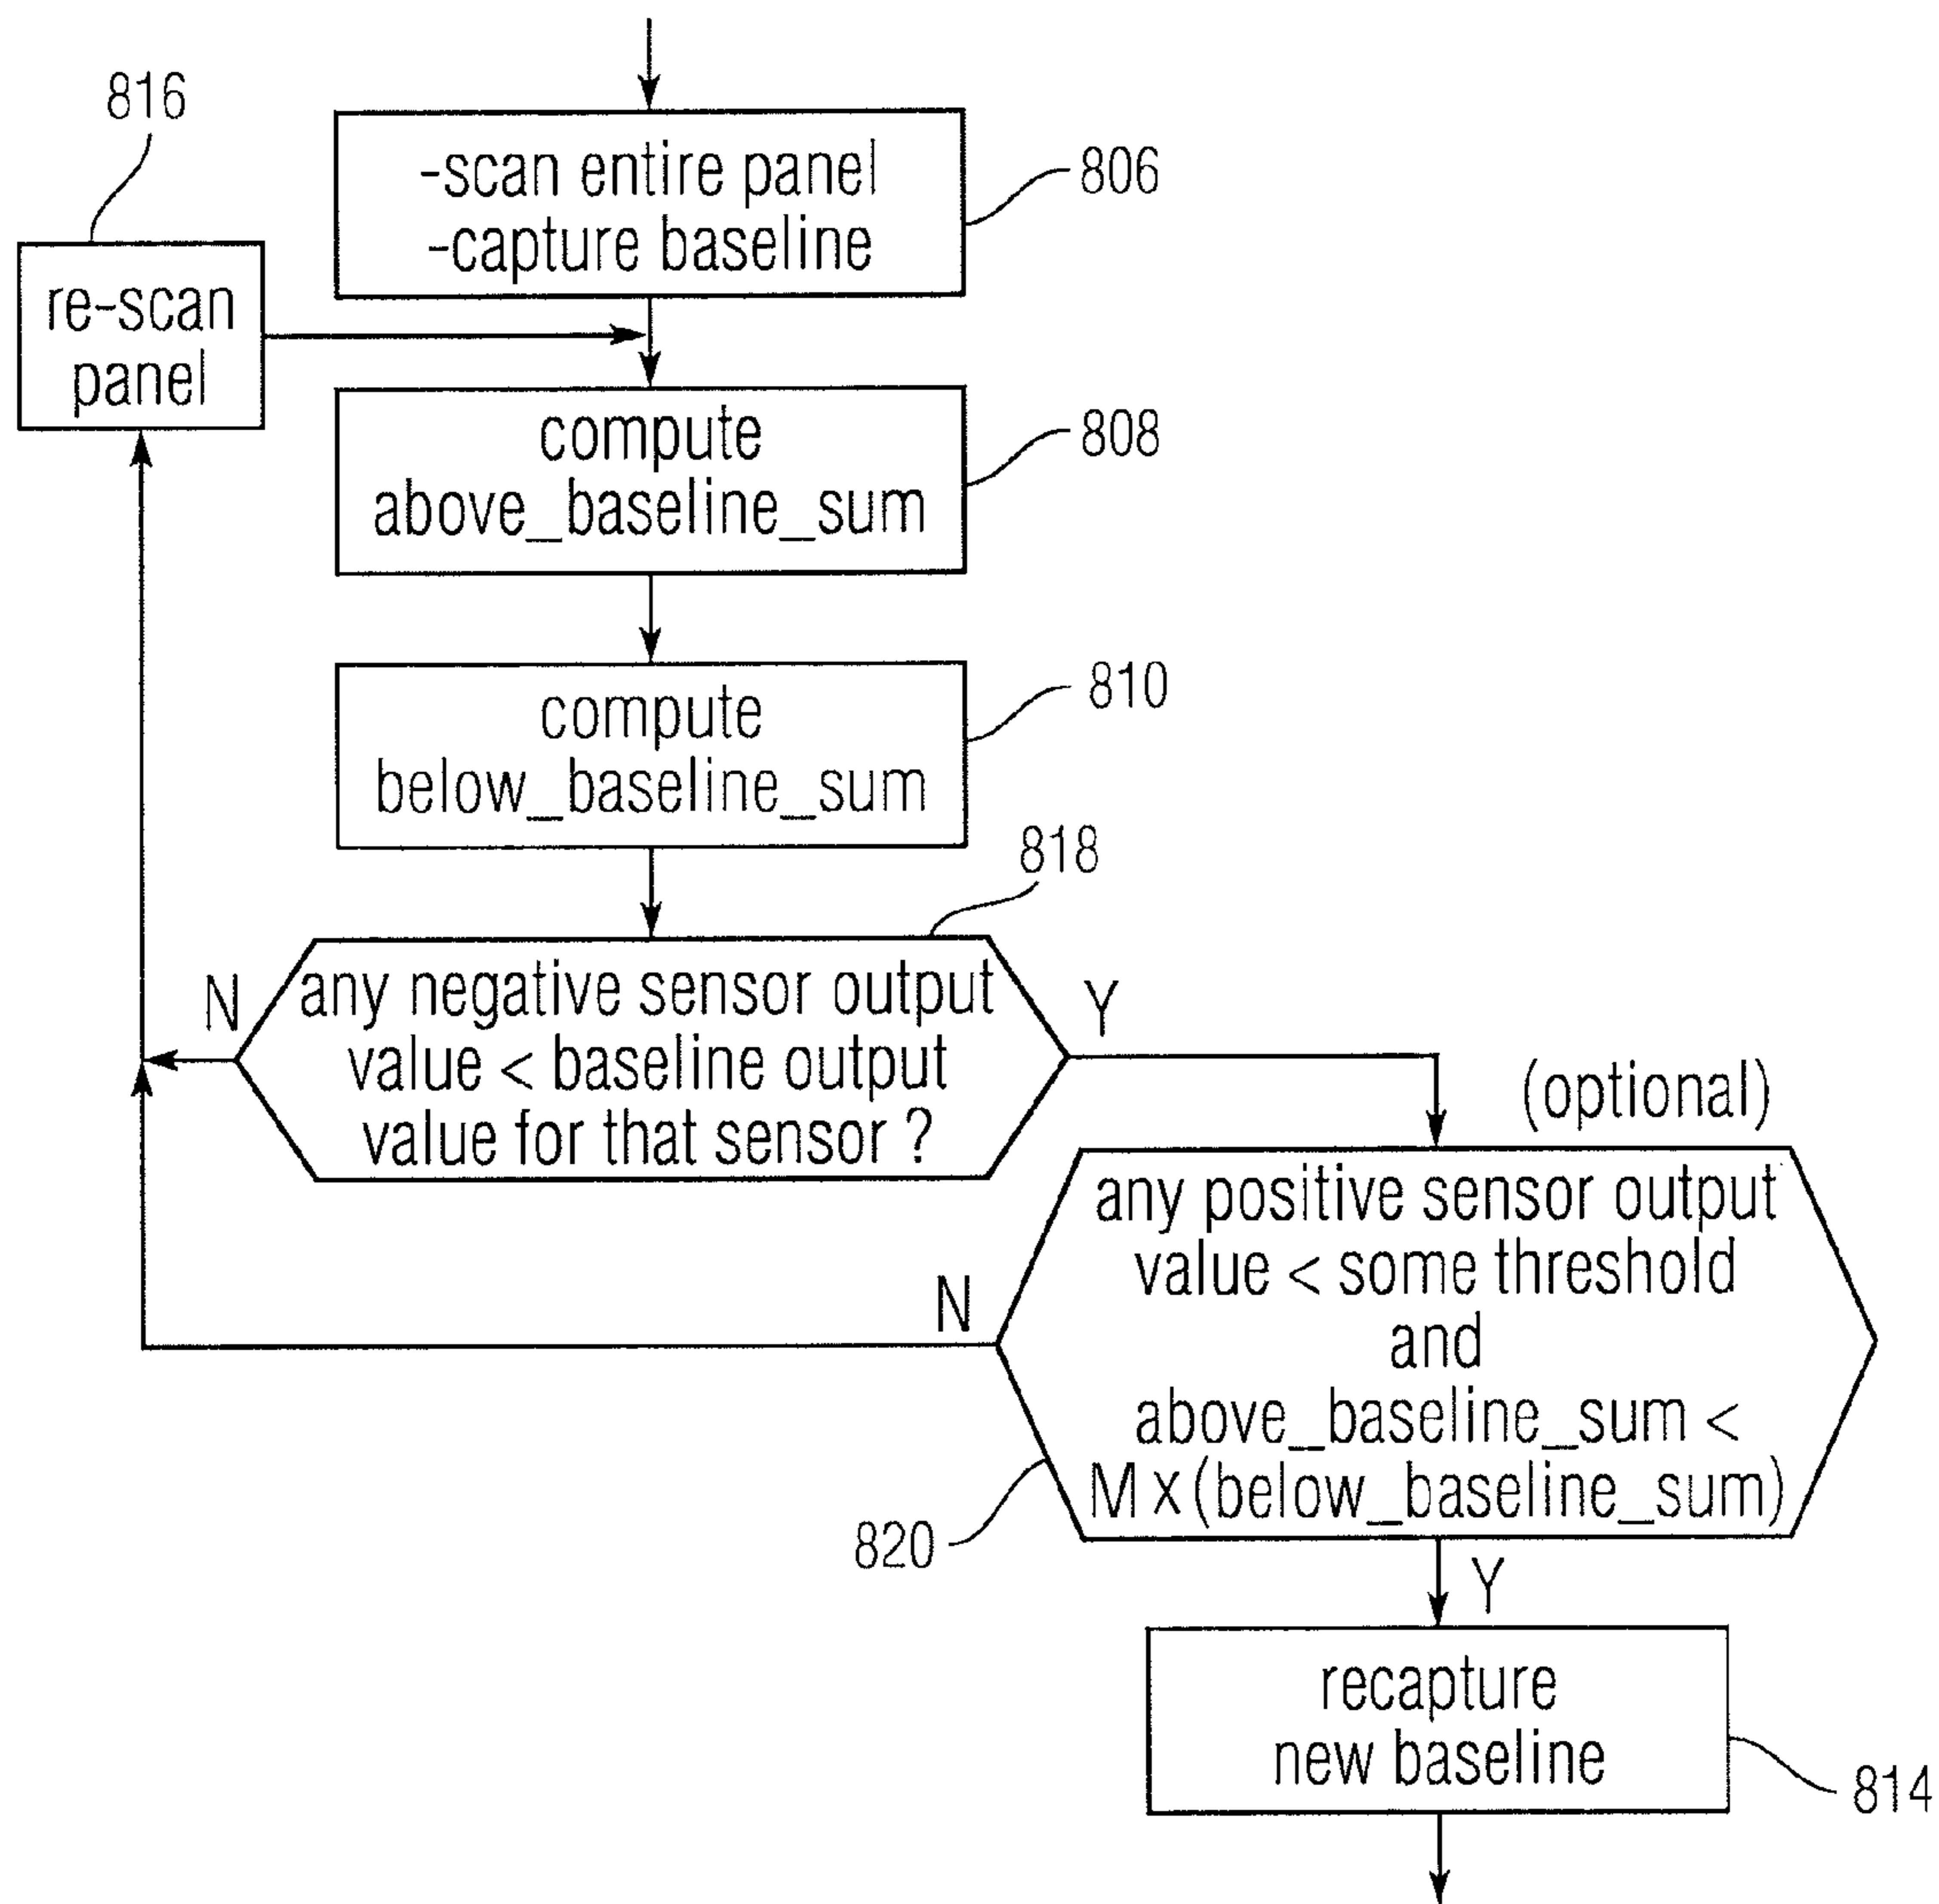 816
-scan entire panel
-capture baseline
806
re-scan
panel
compute
above_baseline_sum
808
compute
below_baseline_sum
810
818
any negative sensor output
value < baseline output
value for that sensor ?
N
Y
(optional)
any positive sensor output
value < some threshold
and
above_baseline_sum <
M x (below_baseline_sum)
N
820
Y
recapture
new baseline
814